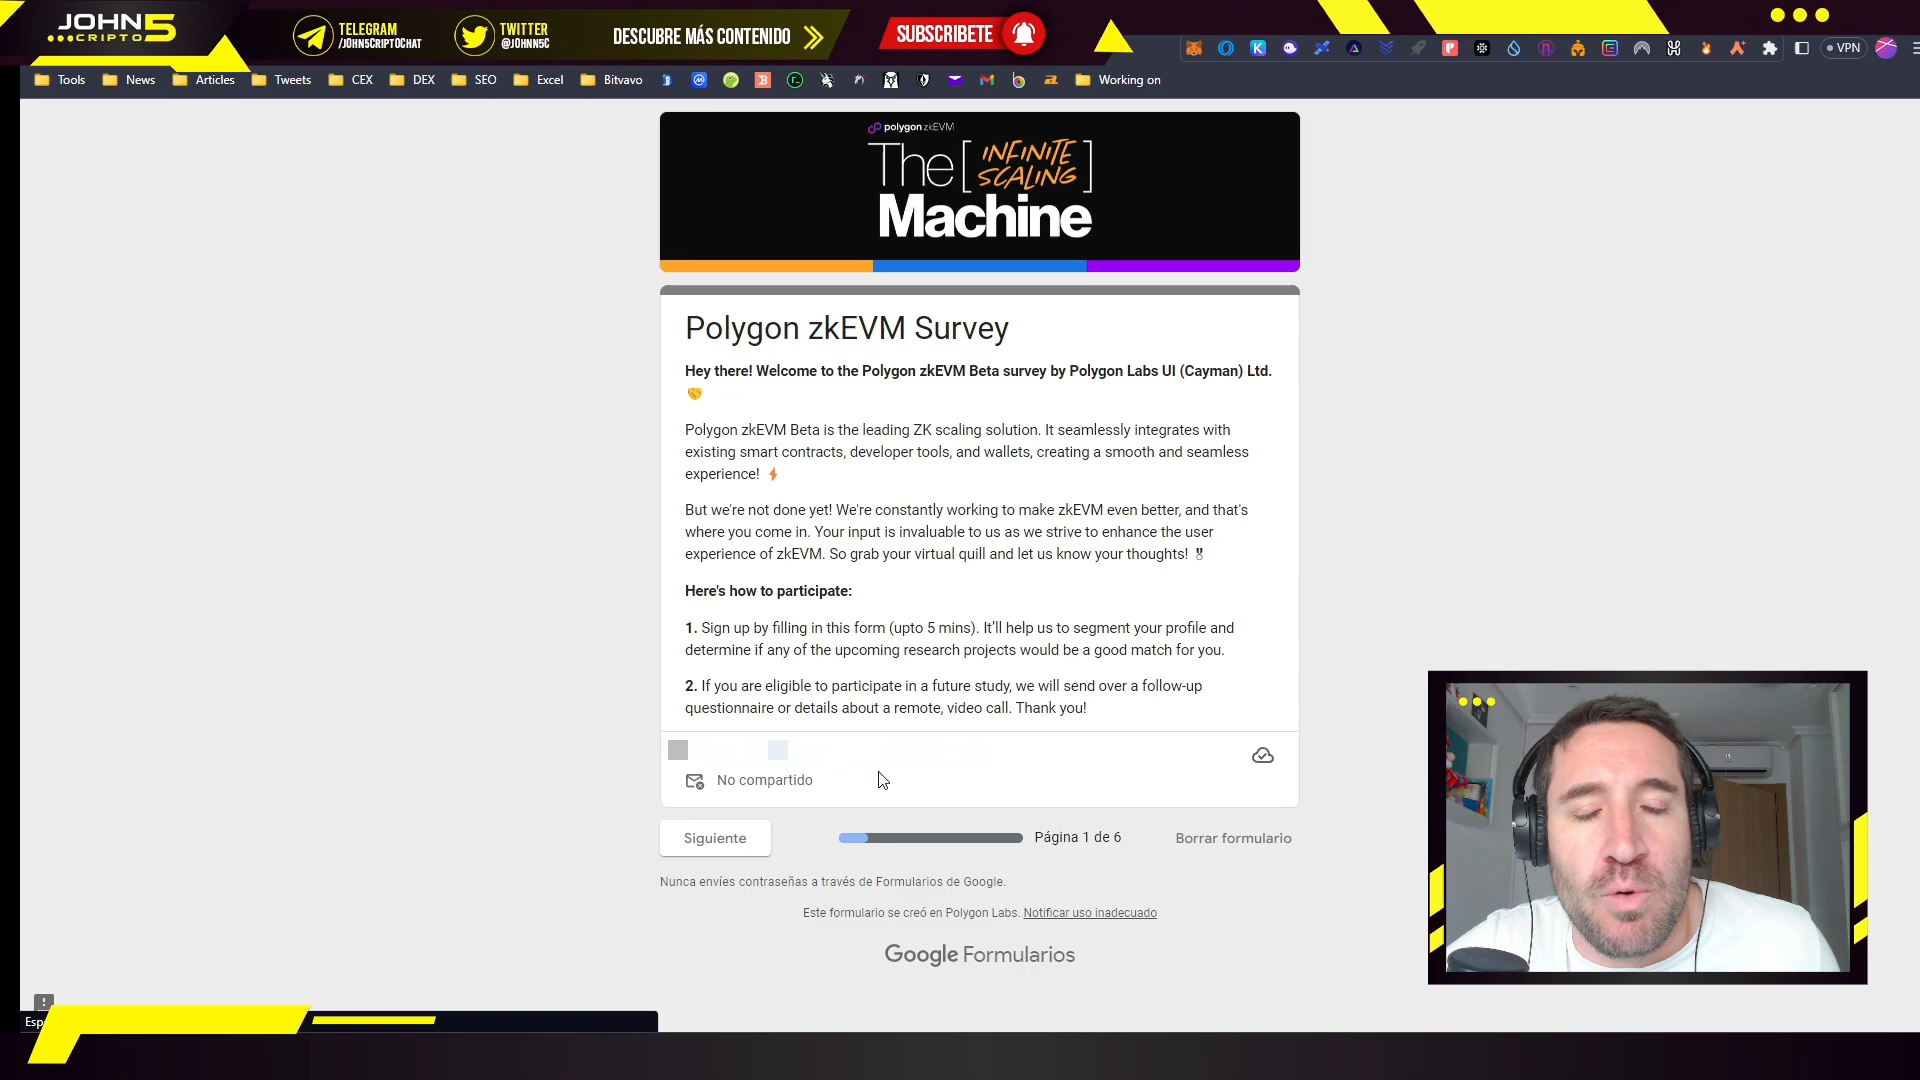 JOHN 5
CRIPTO
TELEGRAM
/JOHN5CRIPTOCHAT
TWITTER
@J0HNN5C
DESCUBRE MÁS CONTENIDO
SUBSCRIBETE
VPN
Tools
News
Articles
Tweets
CEX
DEX
SEO
Excel
Bitvavo
Working on
polygon zkEVM
The [INFINITE SCALING]
Machine
Polygon zkEVM Survey
Hey there! Welcome to the Polygon zkEVM Beta survey by Polygon Labs UI (Cayman) Ltd.
🤝
Polygon zkEVM Beta is the leading ZK scaling solution. It seamlessly integrates with
existing smart contracts, developer tools, and wallets, creating a smooth and seamless
experience! ⚡
But we're not done yet! We're constantly working to make zkEVM even better, and that's
where you come in. Your input is invaluable to us as we strive to enhance the user
experience of zkEVM. So grab your virtual quill and let us know your thoughts! 🎖
Here's how to participate:
1. Sign up by filling in this form (upto 5 mins). It’ll help us to segment your profile and
determine if any of the upcoming research projects would be a good match for you.
2. If you are eligible to participate in a future study, we will send over a follow-up
questionnaire or details about a remote, video call. Thank you!
No compartido
Siguiente
Página 1 de 6
Borrar formulario
Nunca envíes contraseñas a través de Formularios de Google.
Este formulario se creó en Polygon Labs. Notificar uso inadecuado
Google Formularios